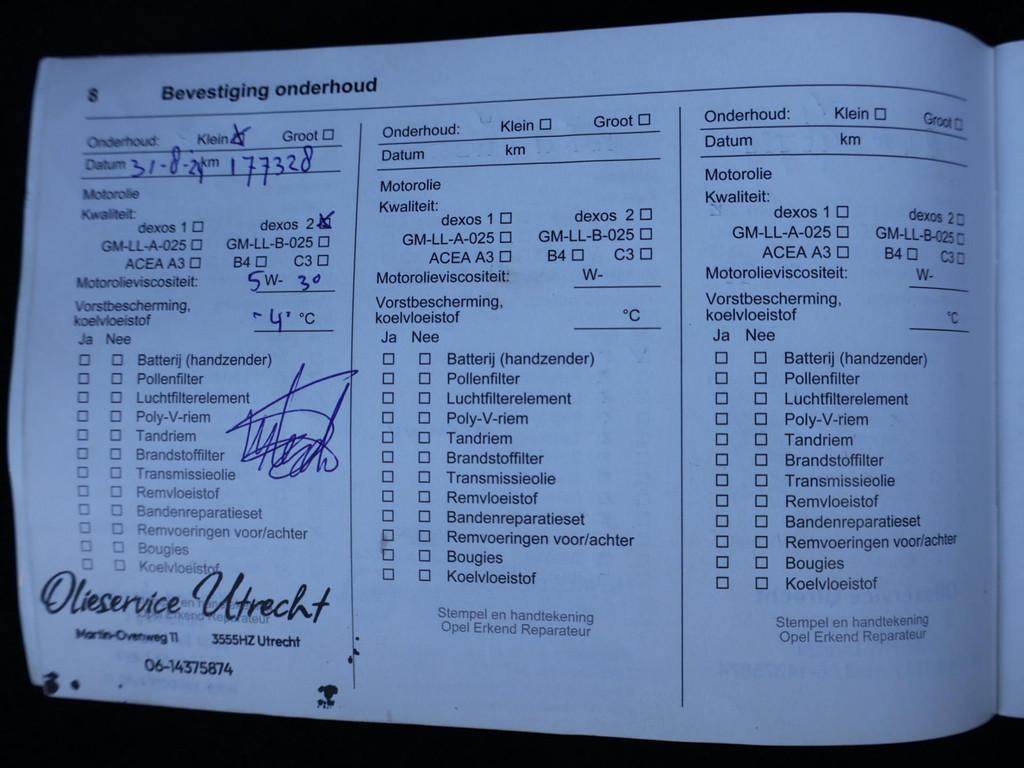 8 Bevestiging onderhoud
Onderhoud: Klein Groot
Datum 31-8- km 177328
Motorolie
Kwaliteit:
dexos 1 dexos 2
GM-LL-A-025 GM-LL-B-025
ACEA A3 B4 C3
Motorolieviscositeit: 5 W- 30
Vorstbescherming,
koelvloeistof °C
Ja Nee
Batterij (handzender)
Pollenfilter
Luchtfilterelement
Poly-V-riem
Tandriem
Brandstoffilter
Transmissieolie
Remvloeistof
Bandenreparatieset
Remvoeringen voor/achter
Bougies
Koelvloeistof
Olieservice Utrecht
Martin-Ovenweg 11 3555HZ Utrecht
06-14375874
Onderhoud: Klein Groot
Datum km
Motorolie
Kwaliteit:
dexos 1 dexos 2
GM-LL-A-025 GM-LL-B-025
ACEA A3 B4 C3
Motorolieviscositeit: W-
Vorstbescherming,
koelvloeistof °C
Ja Nee
Batterij (handzender)
Pollenfilter
Luchtfilterelement
Poly-V-riem
Tandriem
Brandstoffilter
Transmissieolie
Remvloeistof
Bandenreparatieset
Remvoeringen voor/achter
Bougies
Koelvloeistof
Stempel en handtekening
Opel Erkend Reparateur
Onderhoud: Klein Groot
Datum km
Motorolie
Kwaliteit:
dexos 1 dexos 2
GM-LL-A-025 GM-LL-B-025
ACEA A3 B4 C3
Motorolieviscositeit: W-
Vorstbescherming,
koelvloeistof °C
Ja Nee
Batterij (handzender)
Pollenfilter
Luchtfilterelement
Poly-V-riem
Tandriem
Brandstoffilter
Transmissieolie
Remvloeistof
Bandenreparatieset
Remvoeringen voor/achter
Bougies
Koelvloeistof
Stempel en handtekening
Opel Erkend Reparateur